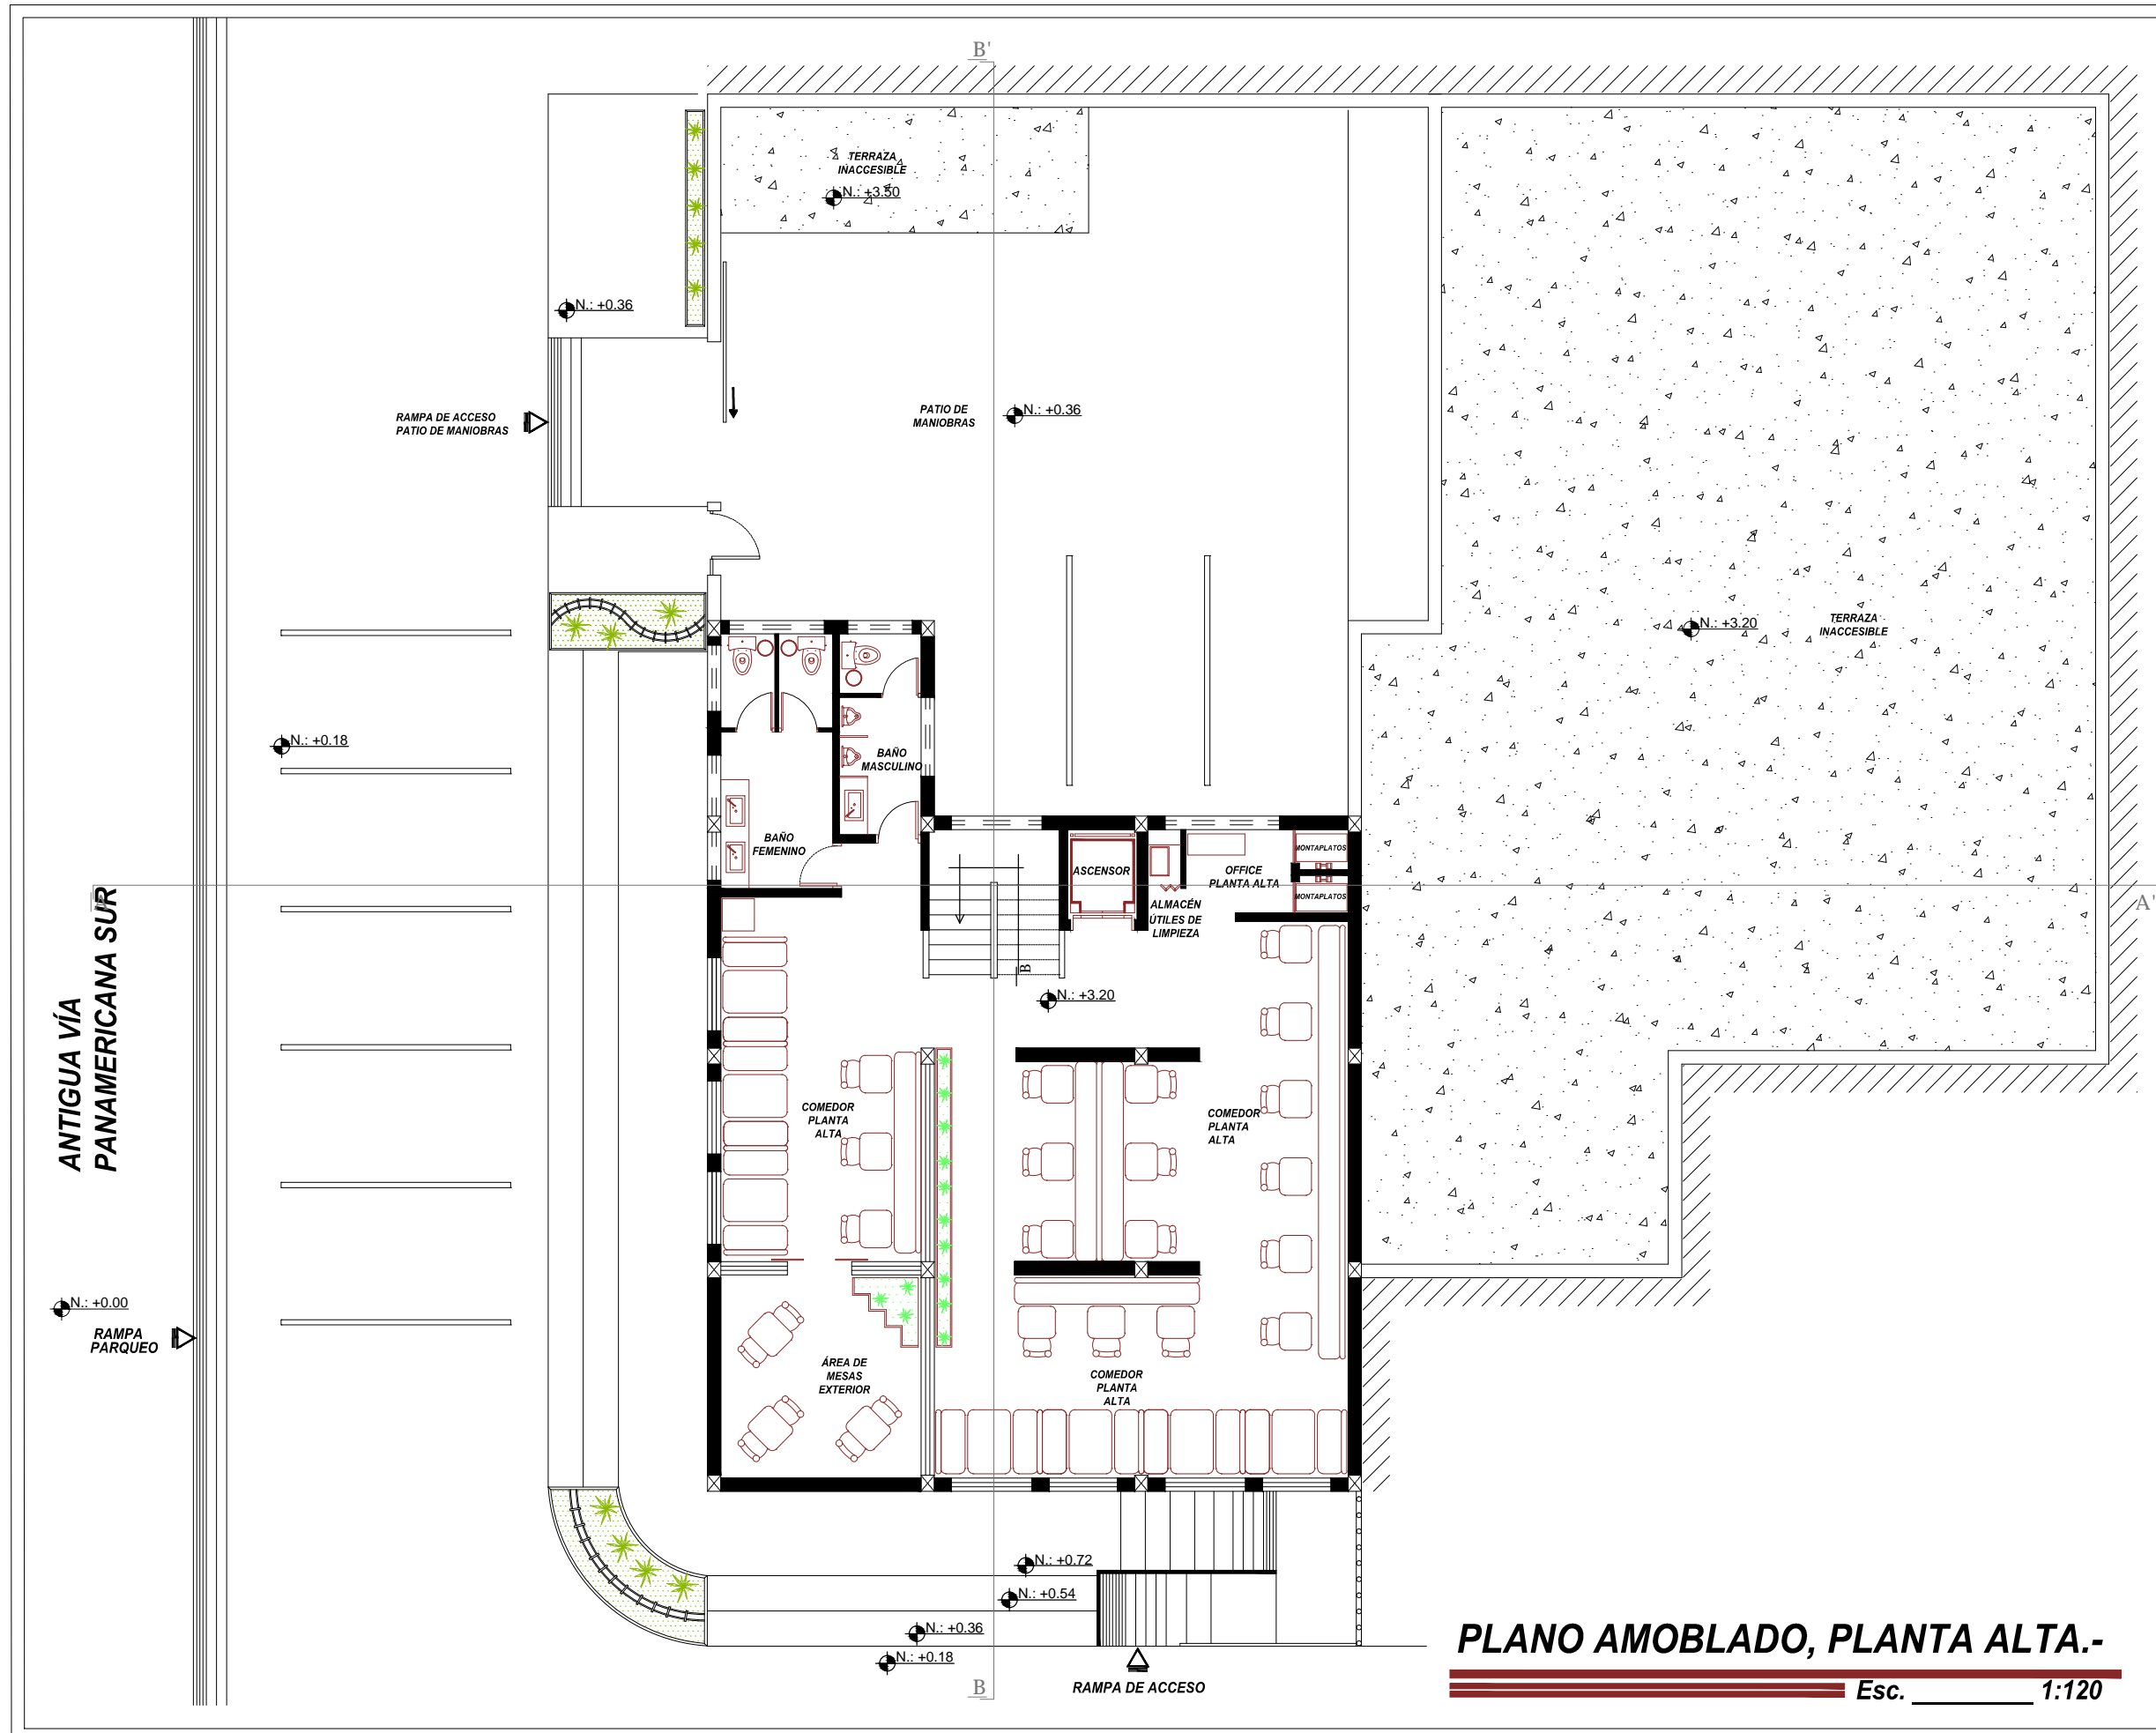 B'
TERRAZA
INACCESIBLE
N.: +3.50
N.: +0.36
RAMPA DE ACCESO
PATIO DE MANIOBRAS
PATIO DE
MANIOBRAS
N.: +0.36
N.: +3.20
TERRAZA
INACCESIBLE
N.: +0.18
BAÑO
MASCULINO
BAÑO
FEMENINO
ASCENSOR
OFFICE
PLANTA ALTA
MONTAPLATOS
MONTAPLATOS
ALMACÉN
ÚTILES DE
LIMPIEZA
A'
B
N.: +3.20
ANTIGUA VÍA
PANAMERICANA SUR
COMEDOR
PLANTA
ALTA
COMEDOR
PLANTA
ALTA
N.: +0.00
RAMPA
PARQUEO
ÁREA DE
MESAS
EXTERIOR
COMEDOR
PLANTA
ALTA
N.: +0.72
N.: +0.54
N.: +0.36
N.: +0.18
B
RAMPA DE ACCESO
PLANO AMOBLADO, PLANTA ALTA.-
Esc. 1:120